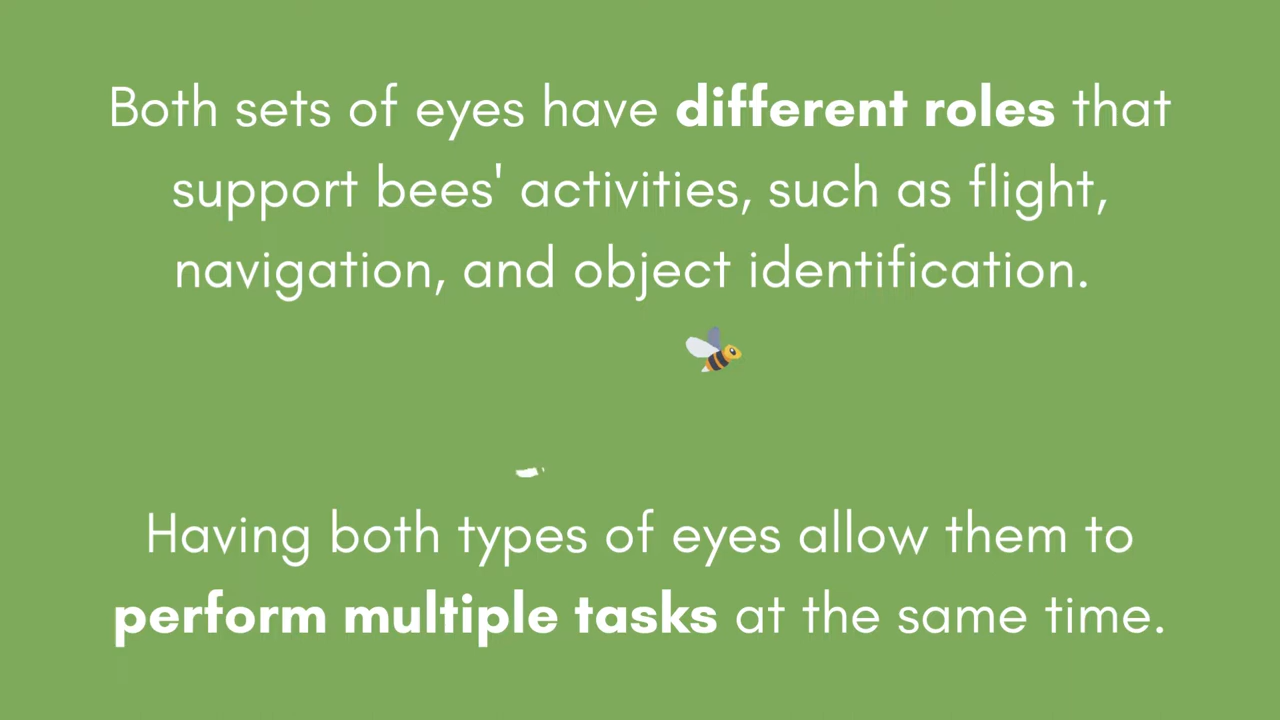 Both sets of eyes have different roles that
support bees' activities, such as flight,
navigation, and object identification.
Having both types of eyes allow them to
perform multiple tasks at the same time.